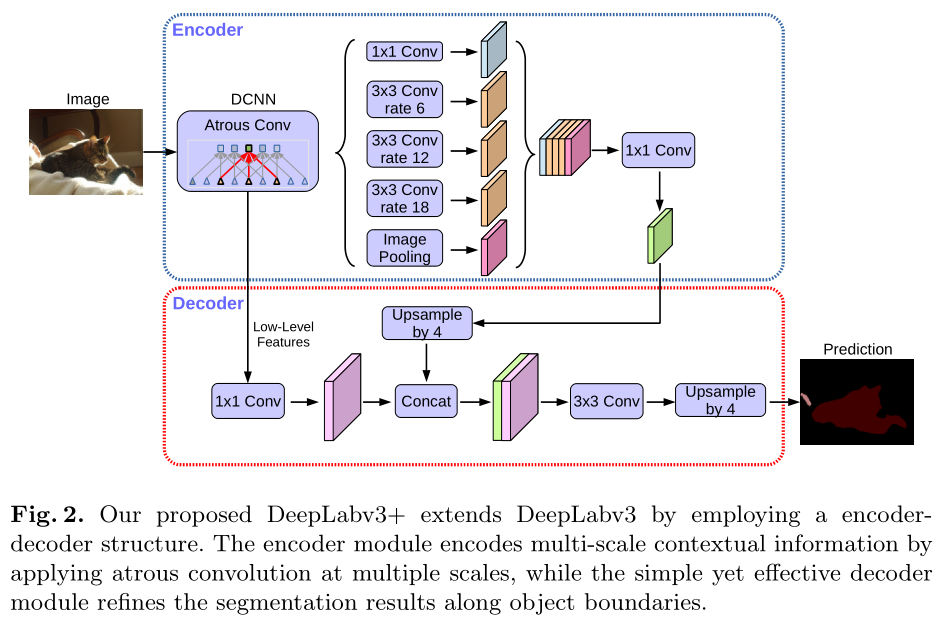 Encoder
Image
DCNN
Atrous Conv
1x1 Conv
3x3 Conv
rate 6
3x3 Conv
rate 12
3x3 Conv
rate 18
Image
Pooling
1x1 Conv
Decoder
Low-Level
Features
Upsample
by 4
1x1 Conv
Concat
3x3 Conv
Upsample
by 4
Prediction
Fig. 2. Our proposed DeepLabv3+ extends DeepLabv3 by employing a encoder-
decoder structure. The encoder module encodes multi-scale contextual information by
applying atrous convolution at multiple scales, while the simple yet effective decoder
module refines the segmentation results along object boundaries.